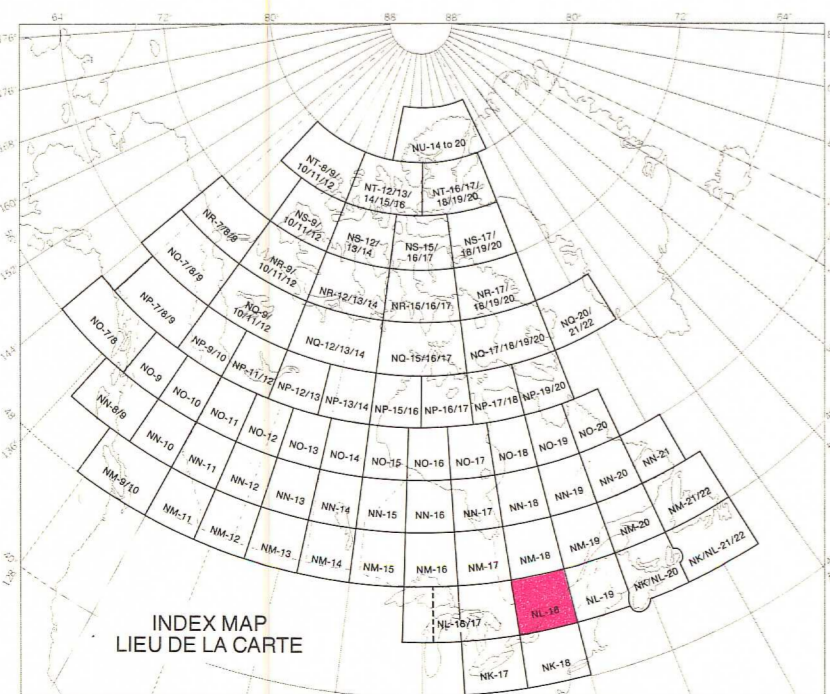 64°
72°
80°
88°
88°
80°
72°
64°
NU-14 to 20
NT-8/9/
10/11/12
NT-12/13/
14/15/16
NT-16/17/
18/19/20
NR-7/8/9
NS-9/
10/11/12
NS-12/
13/14
NS-15/
16/17
NS-17/
18/19/20
NQ-7/8/9
NR-9/
10/11/12
NR-12/13/14
NR-15/16/17
NR-17/
18/19/20
NP-7/8/9
NQ-9/
10/11/12
NQ-12/13/14
NQ-15/16/17
NQ-17/18/19/20
NQ-20/
21/22
NO-7/8
NP-9/10
NP-11/12
NP-12/13
NP-13/14
NP-15/16
NP-16/17
NP-17/18
NP-19/20
NO-9
NO-10
NO-11
NO-12
NO-13
NO-14
NO-15
NO-16
NO-17
NO-18
NO-19
NO-20
NN-8/9
NN-10
NN-11
NN-12
NN-13
NN-14
NN-15
NN-16
NN-17
NN-18
NN-19
NN-20
NN-21
NM-9/10
NM-11
NM-12
NM-13
NM-14
NM-15
NM-16
NM-17
NM-18
NM-19
NM-20
NM-21/22
NL-16/17
NL-18
NL-19
NK/NL-20
NK/NL-21/22
NK-17
NK-18
INDEX MAP
LIEU DE LA CARTE